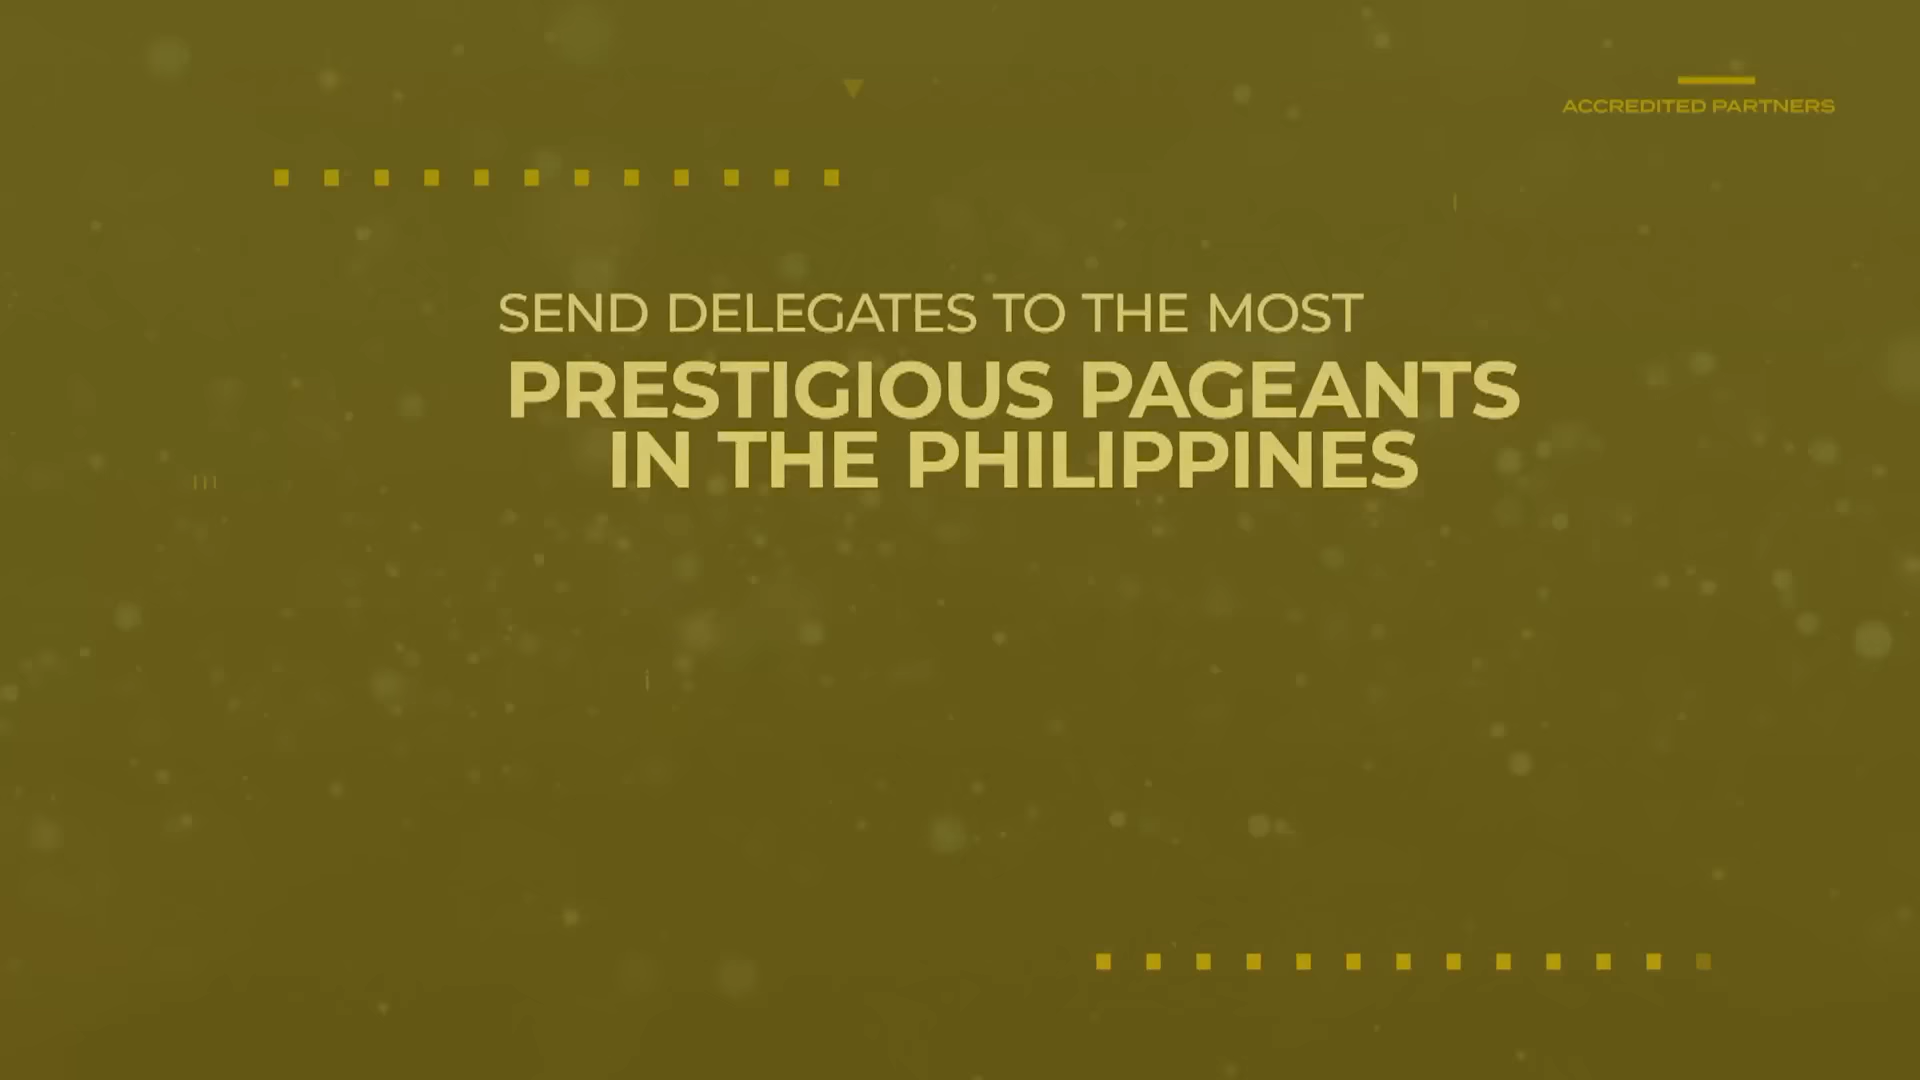 ACCREDITED PARTNERS
SEND DELEGATES TO THE MOST
PRESTIGIOUS PAGEANTS
IN THE PHILIPPINES